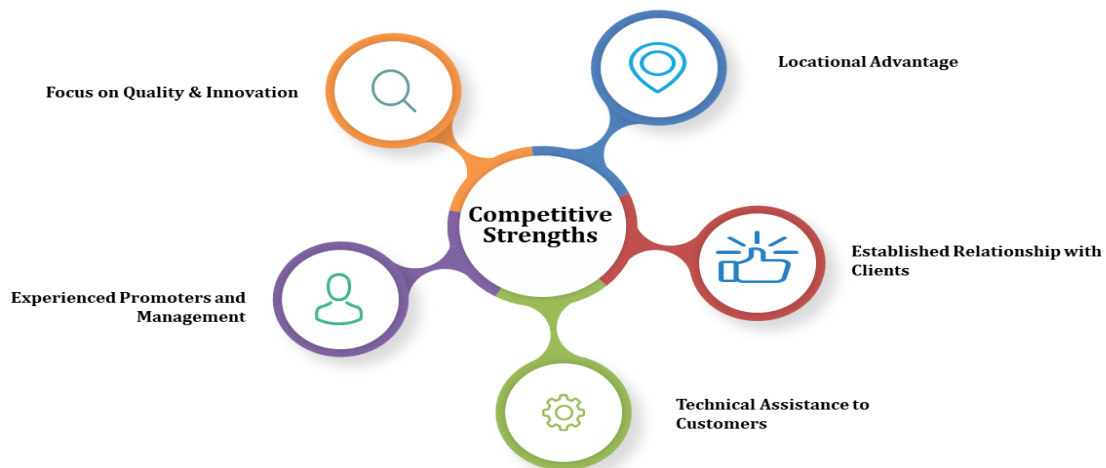 Locational Advantage
Focus on Quality & Innovation
Competitive
Strengths
Established Relationship with
Clients
Experienced Promoters and
Management
Technical Assistance to
Customers